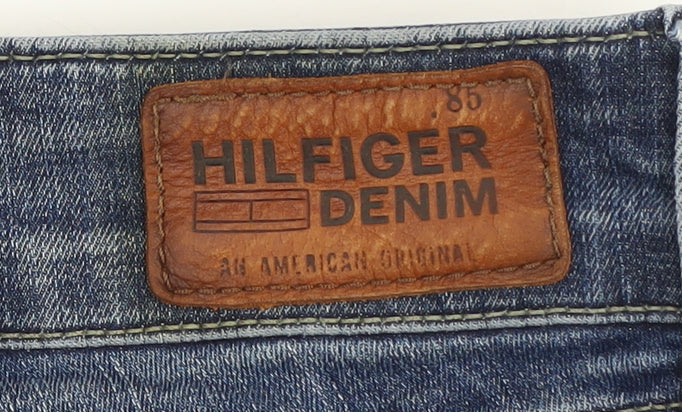 .85
HILFIGER
DENIM
AN AMERICAN ORIGINAL